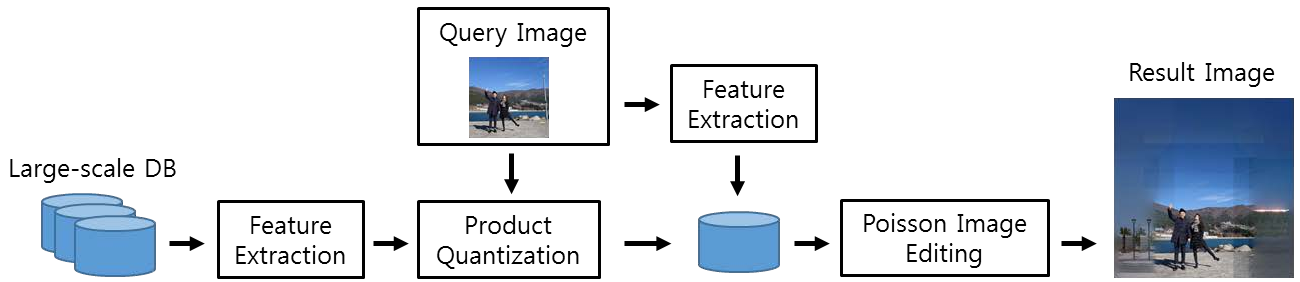 Query Image
Feature
Extraction
Result Image
Large-scale DB
Feature
Extraction
Product
Quantization
Poisson Image
Editing